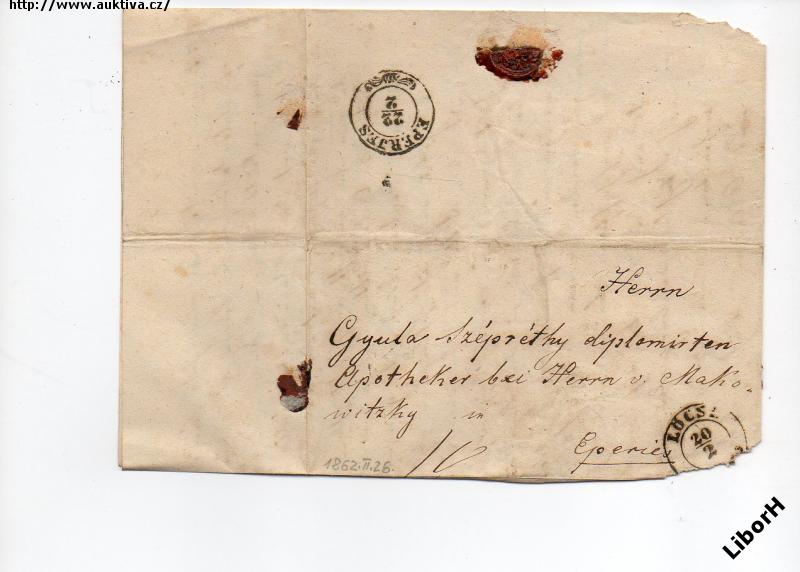 http://www.auktiva.cz/
EPERJES
22
2
Herrn
Gyula Szépréthy diplomirten
Apotheker bei Herrn v. Mako-
witzky in
Eperies
LŐCSE
20
2
1862.II.26.
LiborH